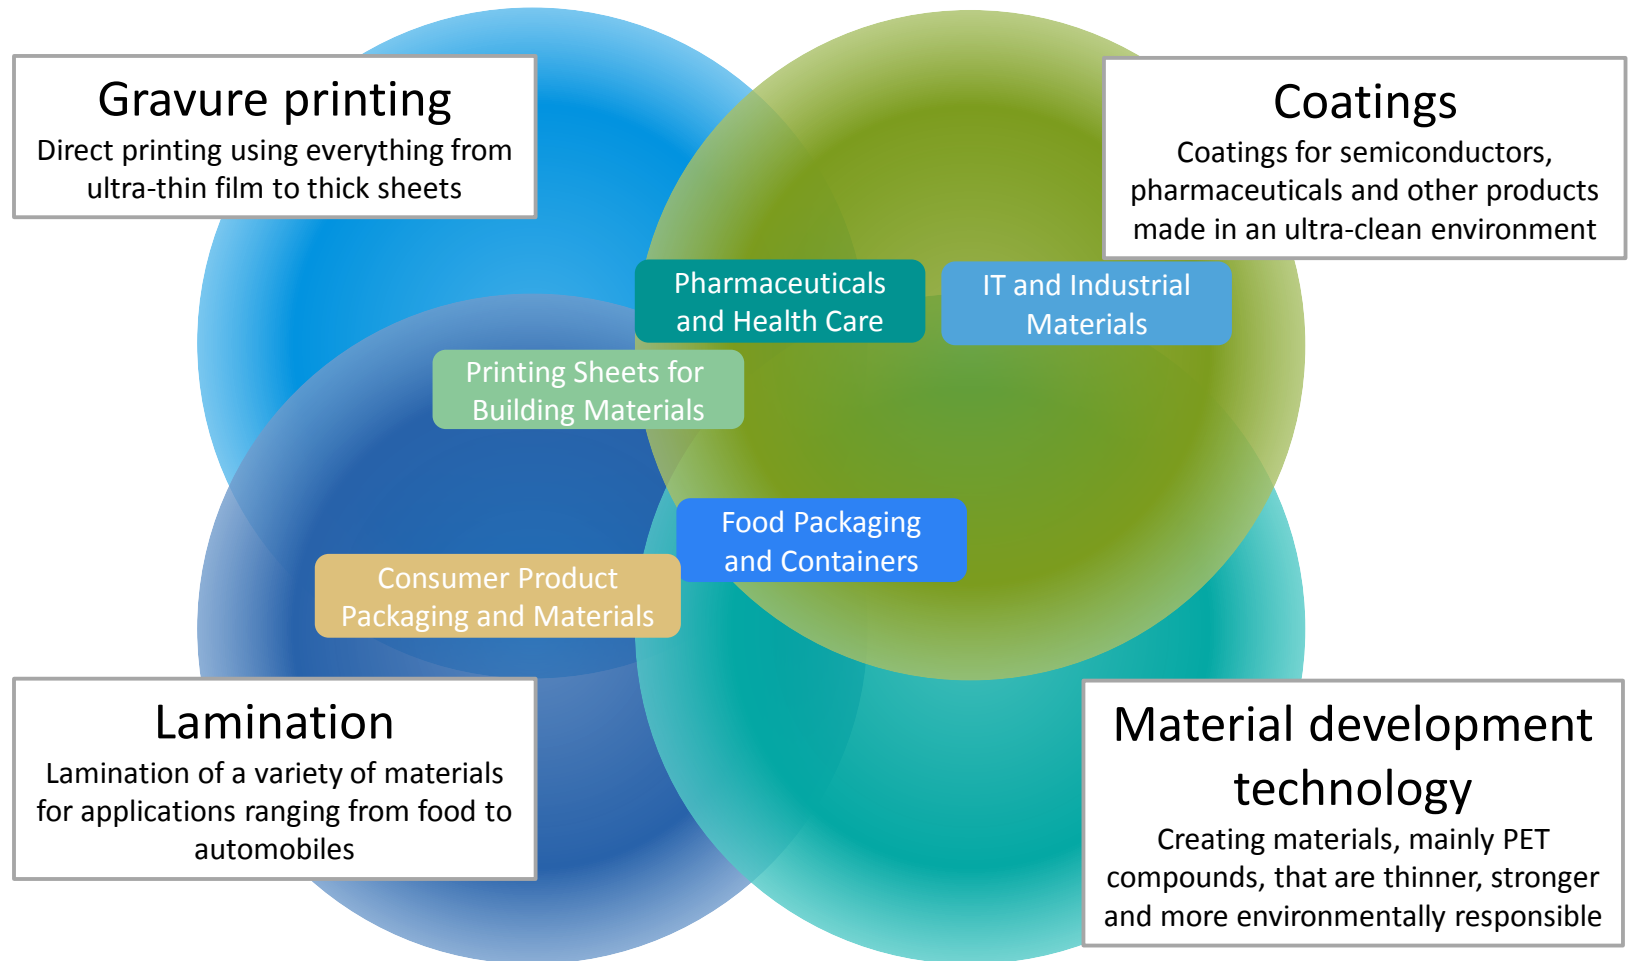 Gravure printing
Direct printing using everything from
ultra-thin film to thick sheets
Coatings
Coatings for semiconductors,
pharmaceuticals and other products
made in an ultra-clean environment
Pharmaceuticals
and Health Care
IT and Industrial
Materials
Printing Sheets for
Building Materials
Food Packaging
and Containers
Consumer Product
Packaging and Materials
Lamination
Lamination of a variety of materials
for applications ranging from food to
automobiles
Material development
technology
Creating materials, mainly PET
compounds, that are thinner, stronger
and more environmentally responsible